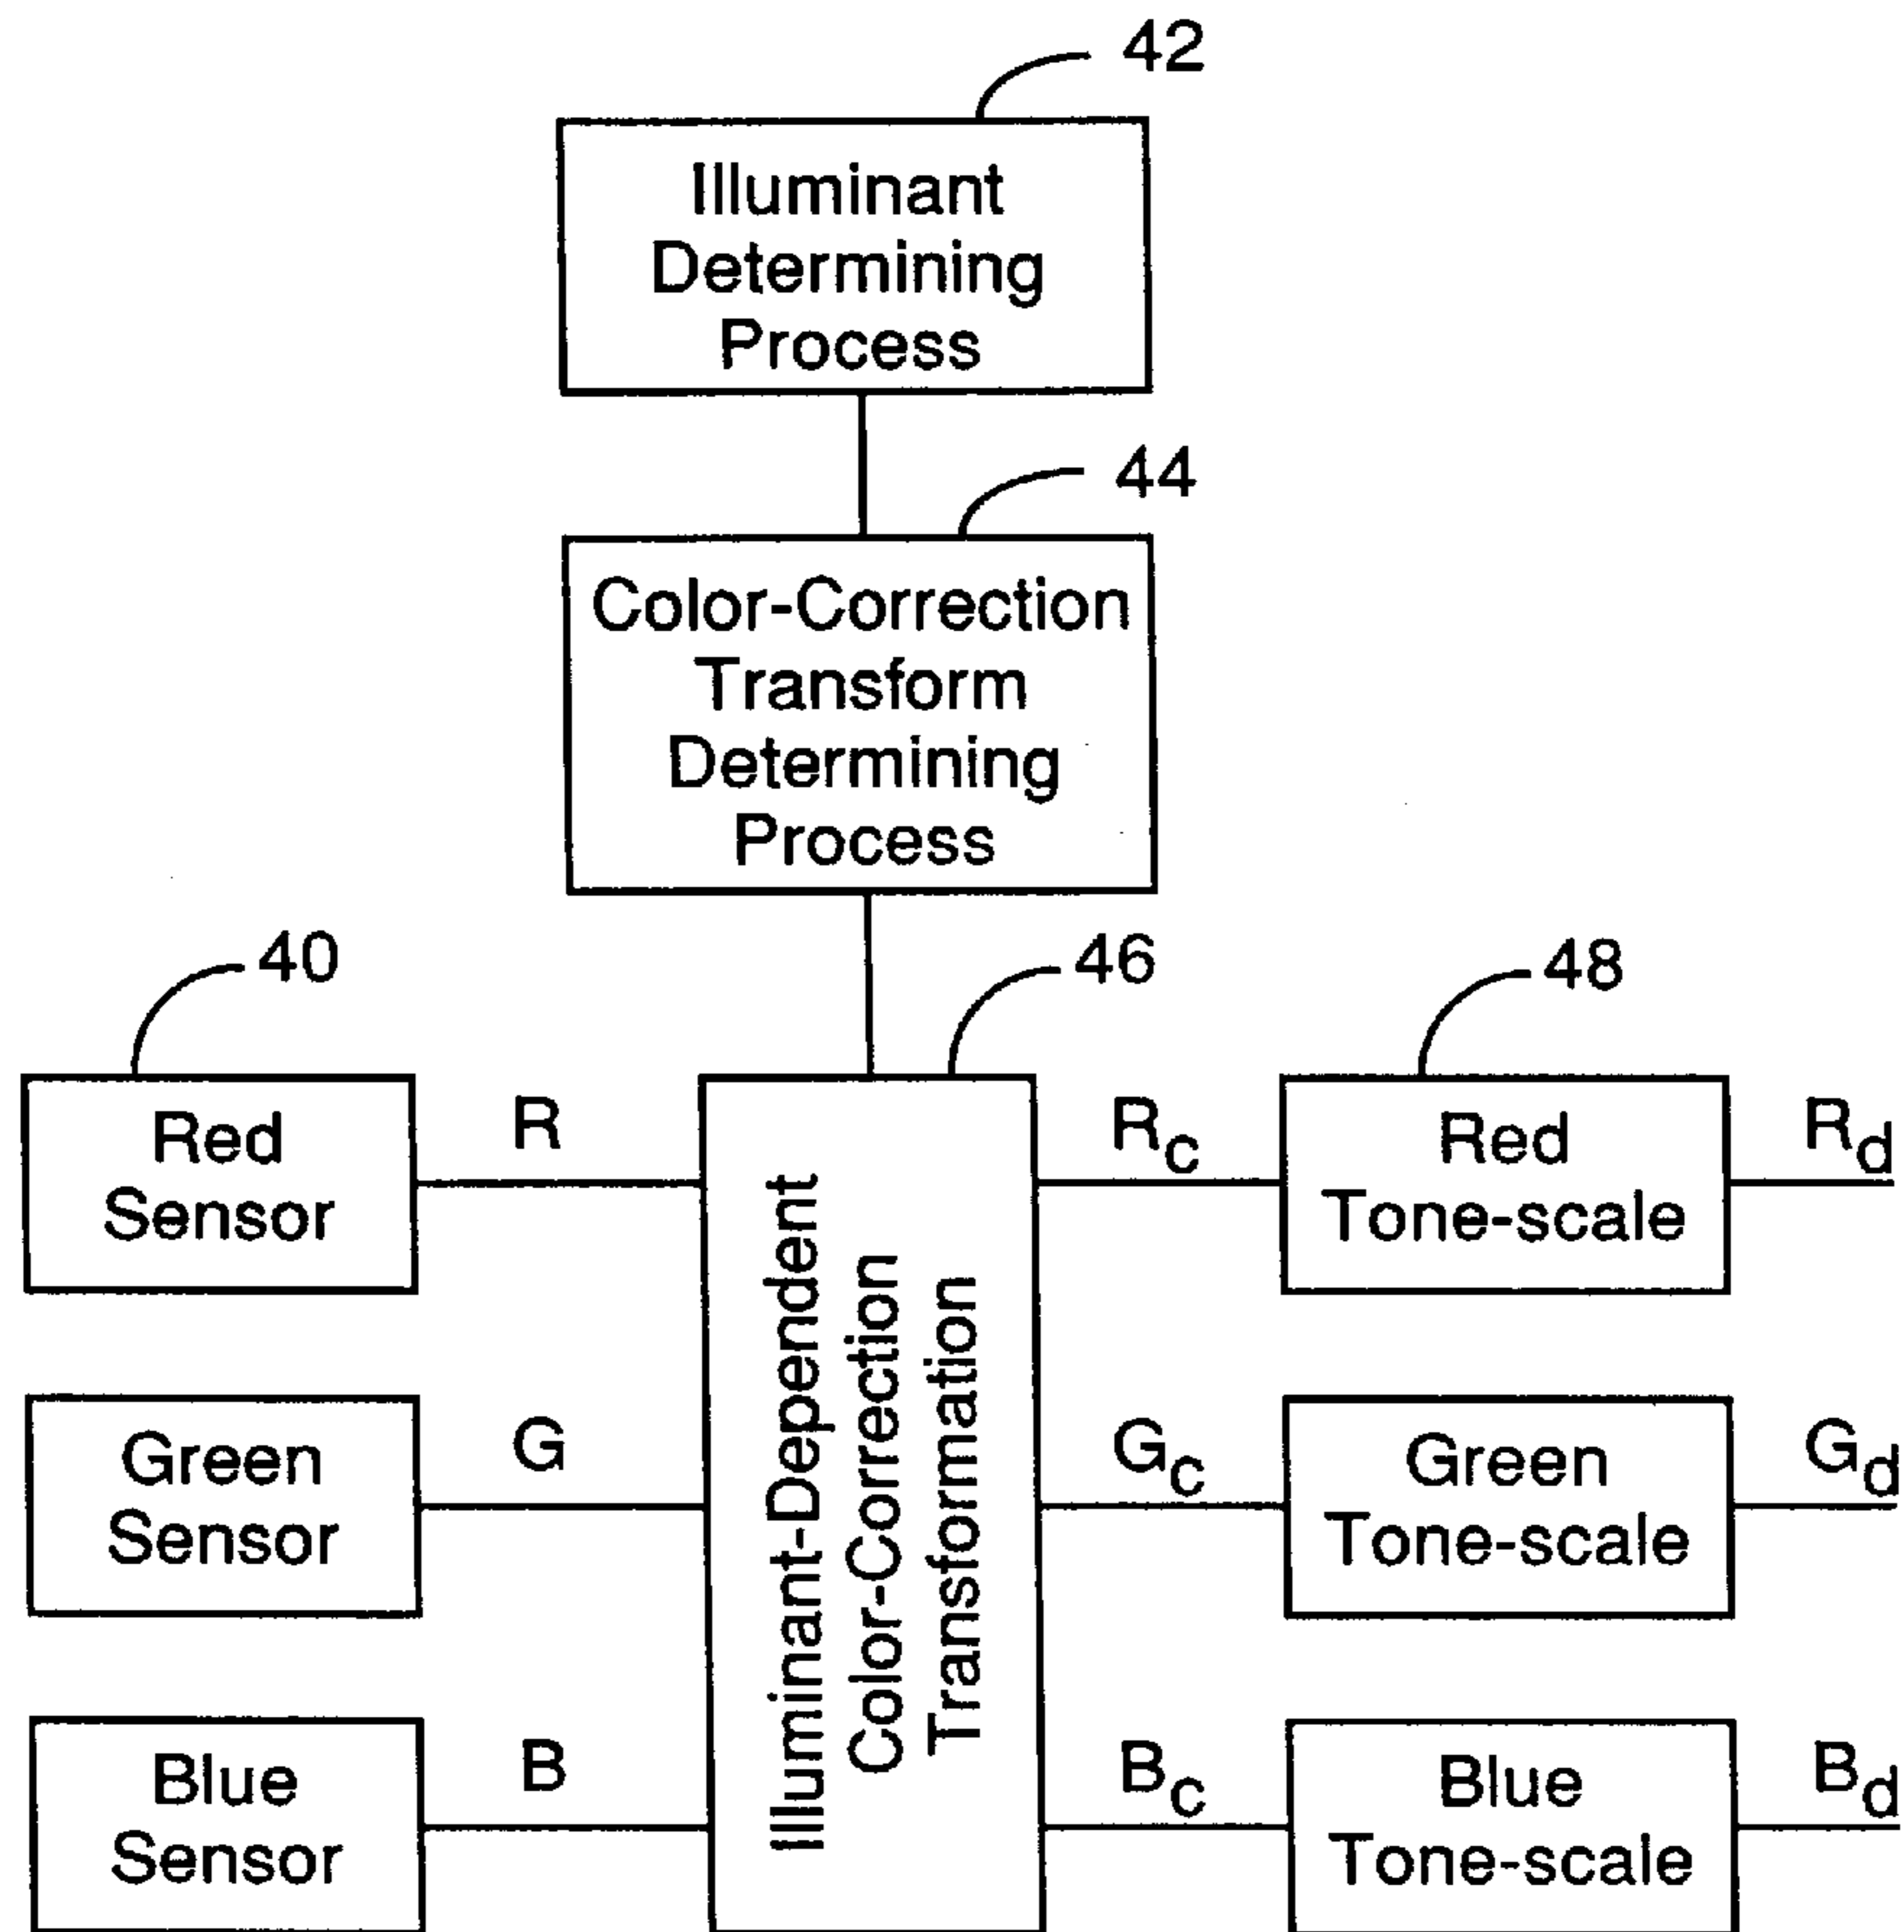 42
Illuminant
Determining
Process
44
Color-Correction
Transform
Determining
Process
40
46
48
Red
Sensor
R
Illuminant-Dependent
Color-Correction
Transformation
Rc
Red
Tone-scale
Rd
Green
Sensor
G
Gc
Green
Tone-scale
Gd
Blue
Sensor
B
Bc
Blue
Tone-scale
Bd